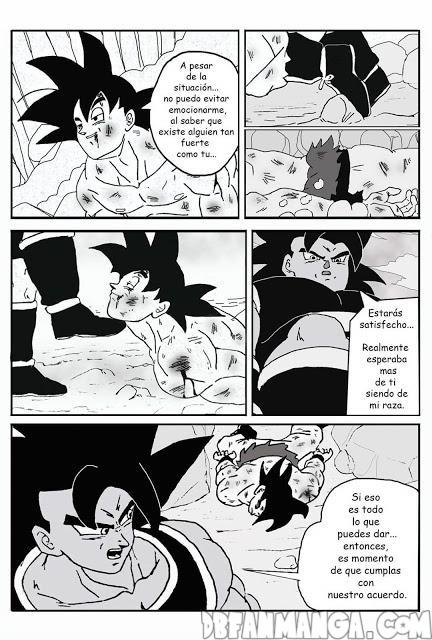 A pesar
de la
situación...
no puedo evitar
emocionarme,
al saber que
existe alguien tan
fuerte
como tu...
Estarás
satisfecho...
Realmente
esperaba
mas
de ti
siendo de
mi raza.
Si eso
es todo
lo que
puedes dar...
entonces,
es momento
de que cumplas
con
nuestro acuerdo.
DBFANMANGA.COM